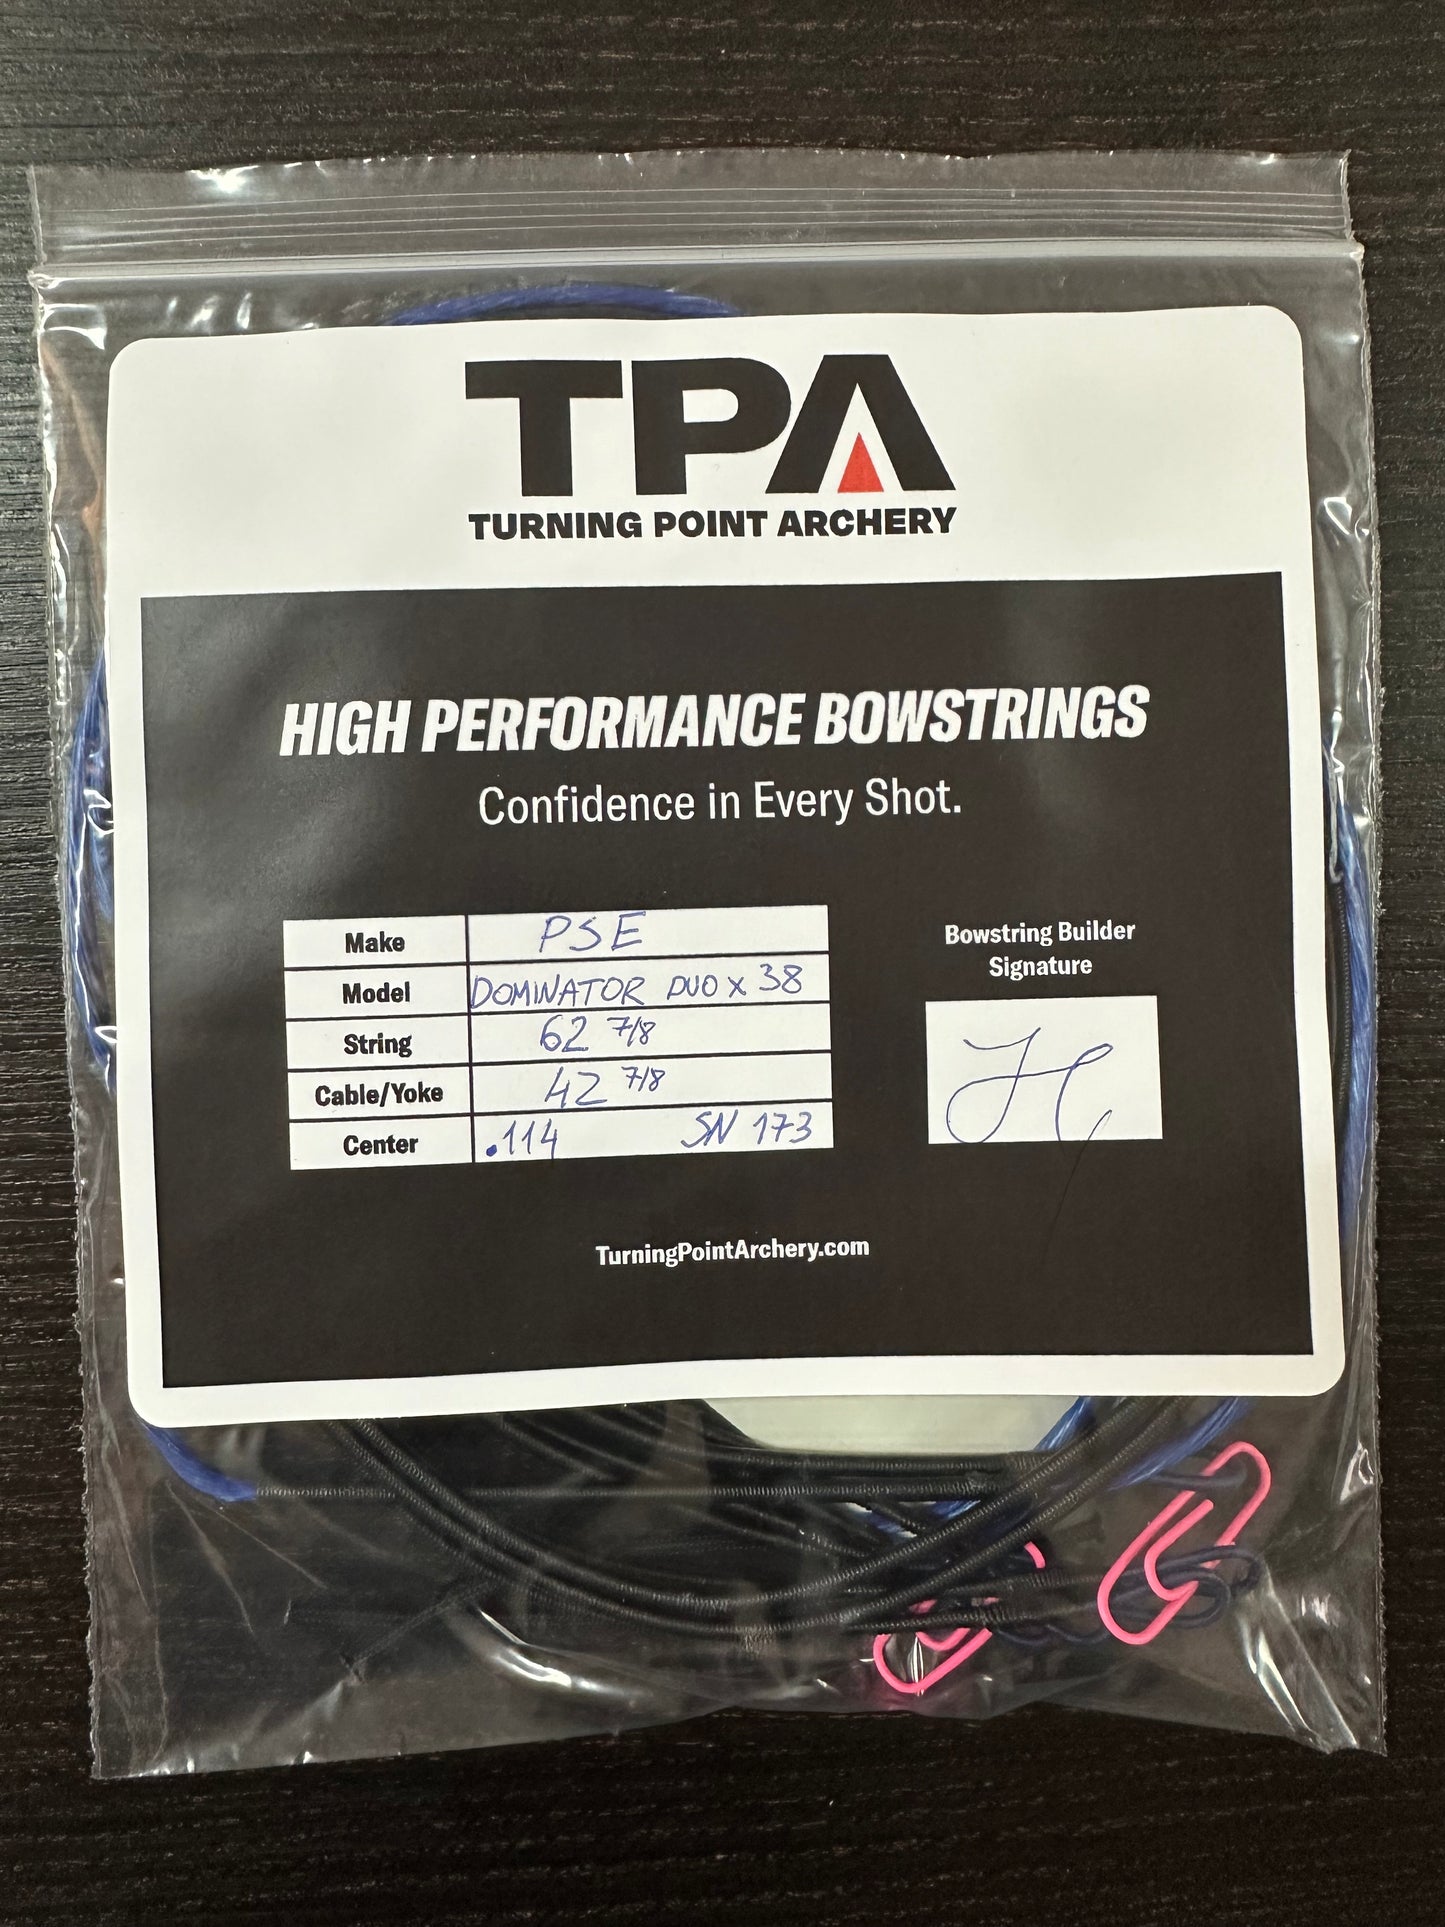 TPA
TURNING POINT ARCHERY
HIGH PERFORMANCE BOWSTRINGS
Confidence in Every Shot.
Make PSE
Model DOMINATOR DUO X 38
String 62 7/8
Cable/Yoke 42 7/8
Center .114 SN 173
Bowstring Builder
Signature
TurningPointArchery.com